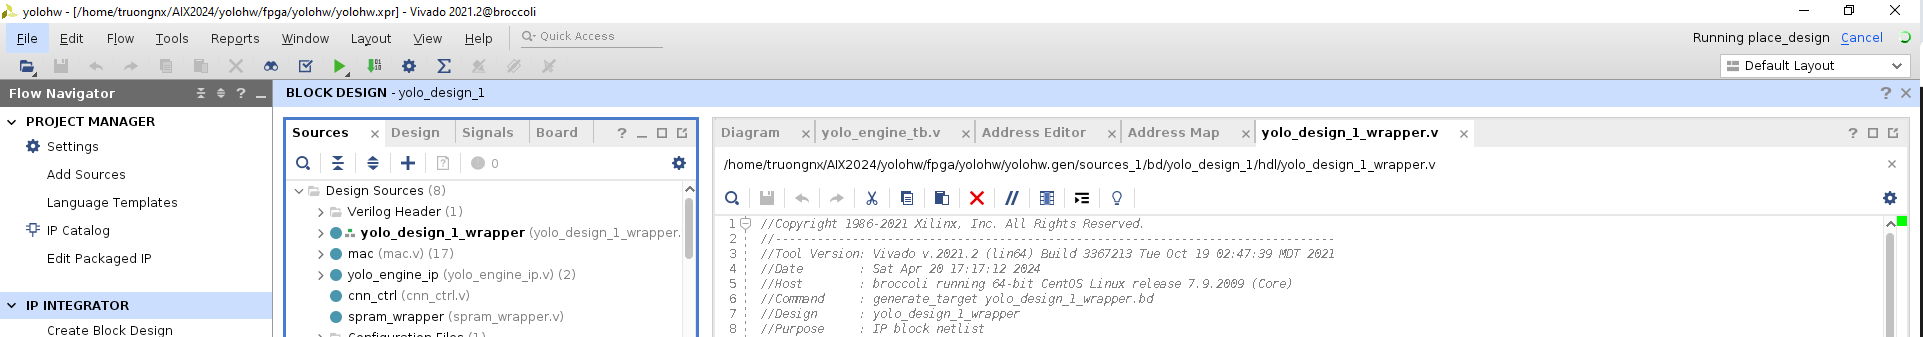 yolohw - [/home/truongnx/AIX2024/yolohw/fpga/yolohw/yolohw.xpr] - Vivado 2021.2@broccoli
File Edit Flow Tools Reports Window Layout View Help Quick Access
Running place_design Cancel
Default Layout
Flow Navigator
BLOCK DESIGN - yolo_design_1
PROJECT MANAGER
Settings
Add Sources
Language Templates
IP Catalog
Edit Packaged IP
IP INTEGRATOR
Create Block Design
Sources Design Signals Board
0
Design Sources (8)
Verilog Header (1)
yolo_design_1_wrapper (yolo_design_1_wrapper.
mac (mac.v) (17)
yolo_engine_ip (yolo_engine_ip.v) (2)
cnn_ctrl (cnn_ctrl.v)
spram_wrapper (spram_wrapper.v)
Configuration Files (1)
Diagram yolo_engine_tb.v Address Editor Address Map yolo_design_1_wrapper.v
/home/truongnx/AIX2024/yolohw/fpga/yolohw/yolohw.gen/sources_1/bd/yolo_design_1/hdl/yolo_design_1_wrapper.v
1 //Copyright 1986-2021 Xilinx, Inc. All Rights Reserved.
2 //--------------------------------------------------------------------------------
3 //Tool Version: Vivado v.2021.2 (lin64) Build 3367213 Tue Oct 19 02:47:39 MDT 2021
4 //Date        : Sat Apr 20 17:17:12 2024
5 //Host        : broccoli running 64-bit CentOS Linux release 7.9.2009 (Core)
6 //Command     : generate_target yolo_design_1_wrapper.bd
7 //Design      : yolo_design_1_wrapper
8 //Purpose     : IP block netlist